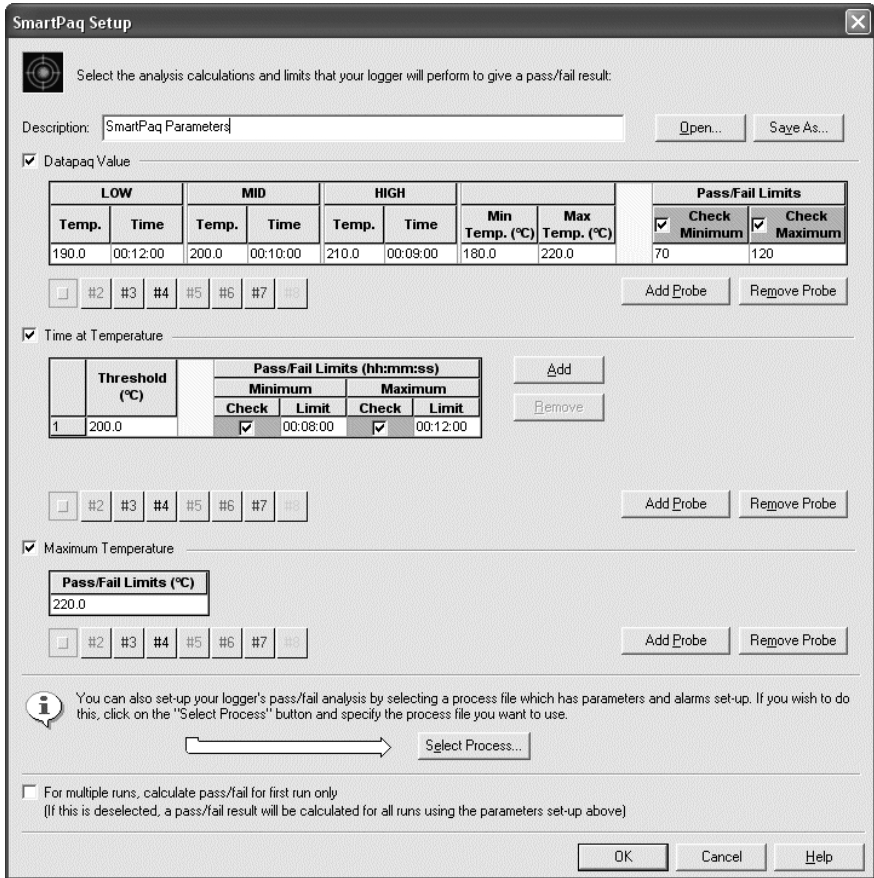 SmartPaq Setup
Select the analysis calculations and limits that your logger will perform to give a pass/fail result:
Description: SmartPaq Parameters Open... Save As...
Datapaq Value
LOW MID HIGH Pass/Fail Limits
Temp. Time Temp. Time Temp. Time Min Temp. (ºC) Max Temp. (ºC) Check Minimum Check Maximum
190.0 00:12:00 200.0 00:10:00 210.0 00:09:00 180.0 220.0 70 120
#2 #3 #4 #5 #6 #7 #8 Add Probe Remove Probe
Time at Temperature
Threshold (ºC) Pass/Fail Limits (hh:mm:ss) Add
Minimum Maximum
Check Limit Check Limit Remove
1 200.0 00:08:00 00:12:00
#2 #3 #4 #5 #6 #7 #8 Add Probe Remove Probe
Maximum Temperature
Pass/Fail Limits (ºC)
220.0
#2 #3 #4 #5 #6 #7 #8 Add Probe Remove Probe
You can also set-up your logger's pass/fail analysis by selecting a process file which has parameters and alarms set-up. If you wish to do
this, click on the "Select Process" button and specify the process file you want to use.
Select Process...
For multiple runs, calculate pass/fail for first run only
(If this is deselected, a pass/fail result will be calculated for all runs using the parameters set-up above)
OK Cancel Help